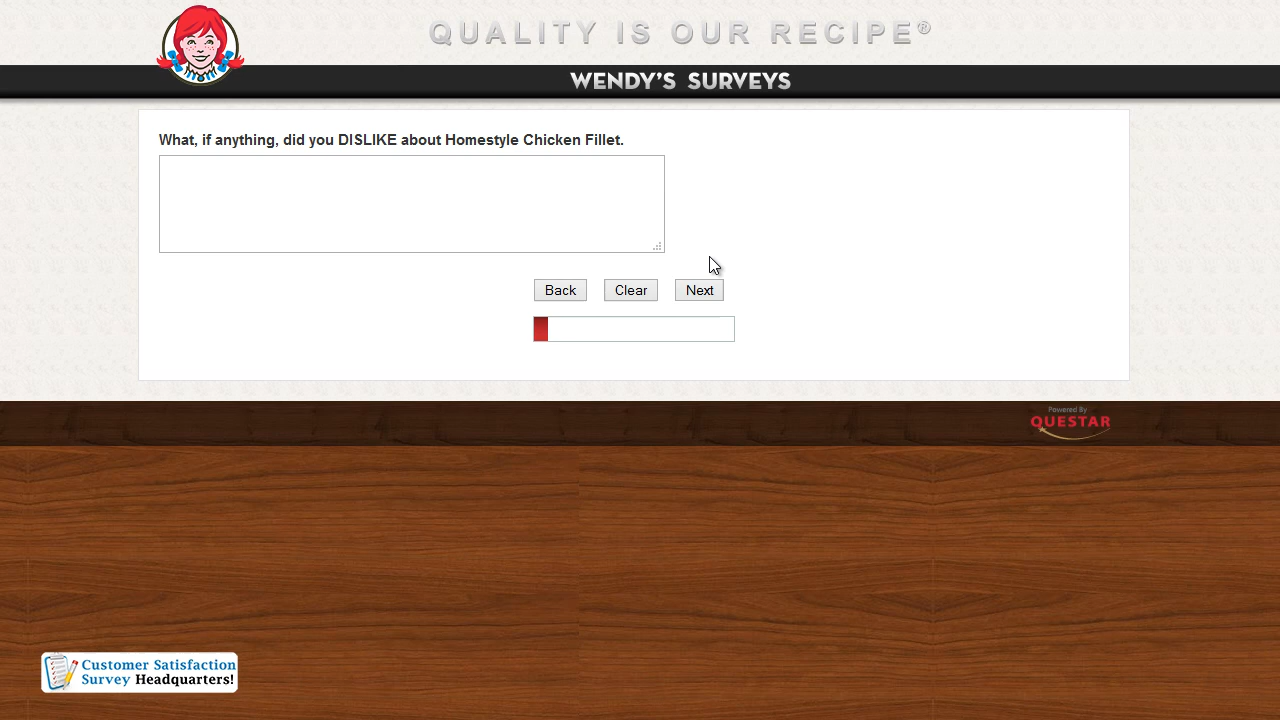 QUALITY IS OUR RECIPE®
WENDY'S SURVEYS
What, if anything, did you DISLIKE about Homestyle Chicken Fillet.
Back Clear Next
Powered By
QUESTAR
Customer Satisfaction
Survey Headquarters!